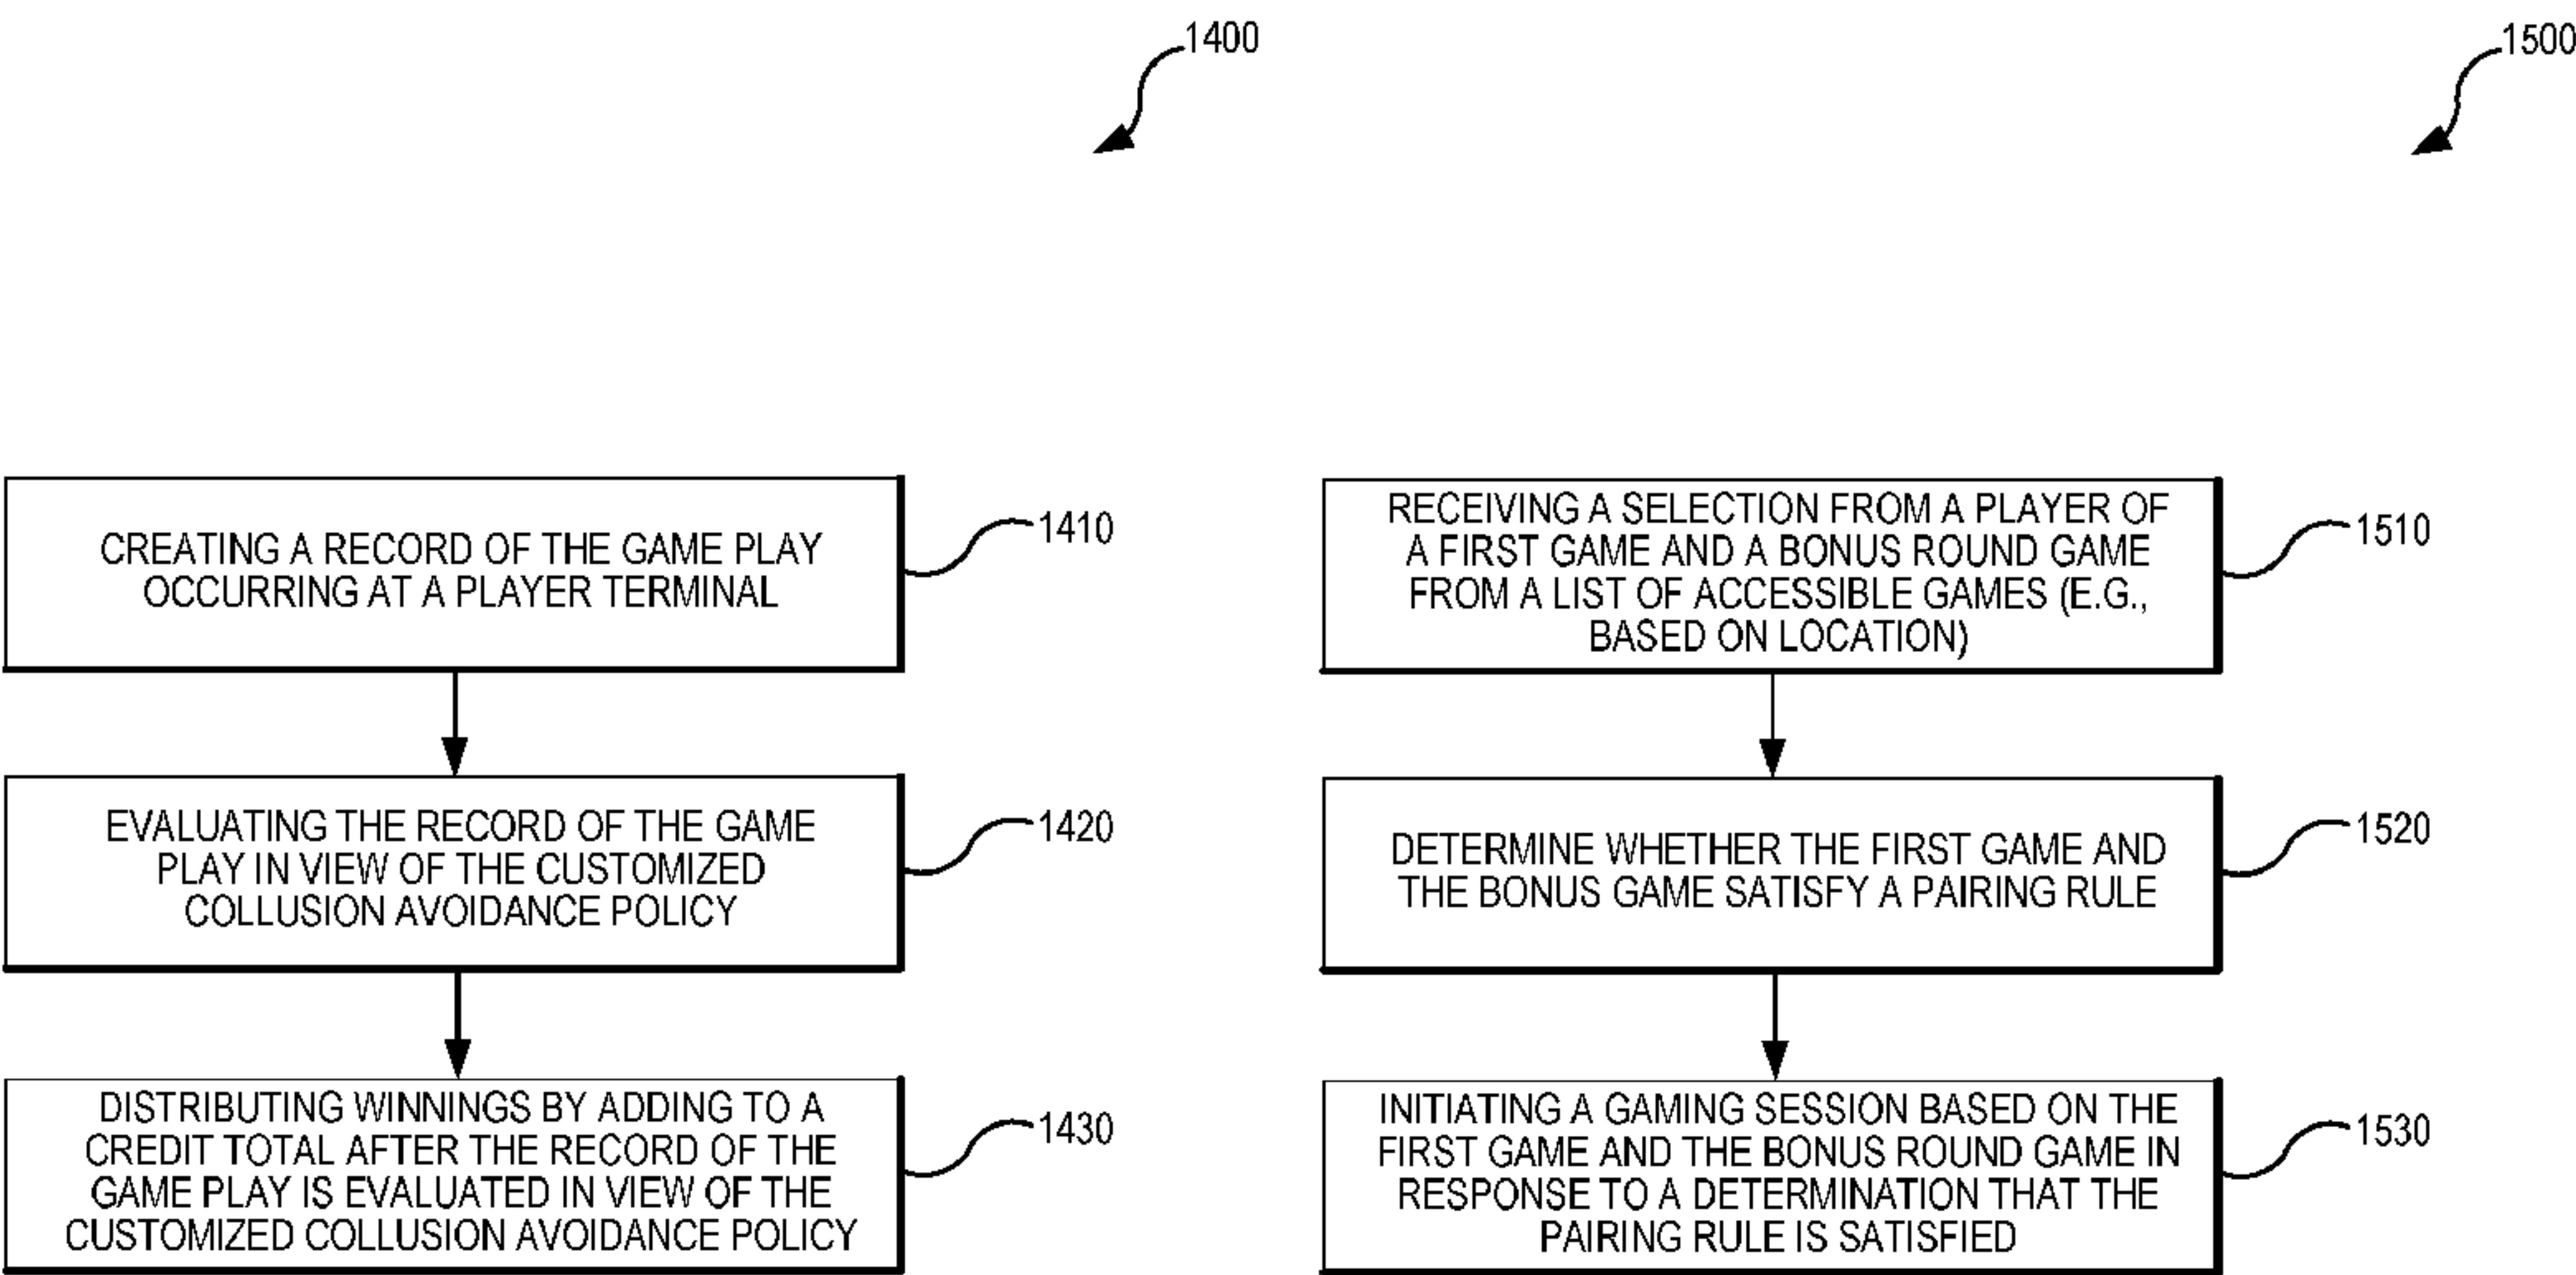 1400
CREATING A RECORD OF THE GAME PLAY
OCCURRING AT A PLAYER TERMINAL
1410
EVALUATING THE RECORD OF THE GAME
PLAY IN VIEW OF THE CUSTOMIZED
COLLUSION AVOIDANCE POLICY
1420
DISTRIBUTING WINNINGS BY ADDING TO A
CREDIT TOTAL AFTER THE RECORD OF THE
GAME PLAY IS EVALUATED IN VIEW OF THE
CUSTOMIZED COLLUSION AVOIDANCE POLICY
1430
1500
RECEIVING A SELECTION FROM A PLAYER OF
A FIRST GAME AND A BONUS ROUND GAME
FROM A LIST OF ACCESSIBLE GAMES (E.G.,
BASED ON LOCATION)
1510
DETERMINE WHETHER THE FIRST GAME AND
THE BONUS GAME SATISFY A PAIRING RULE
1520
INITIATING A GAMING SESSION BASED ON THE
FIRST GAME AND THE BONUS ROUND GAME IN
RESPONSE TO A DETERMINATION THAT THE
PAIRING RULE IS SATISFIED
1530